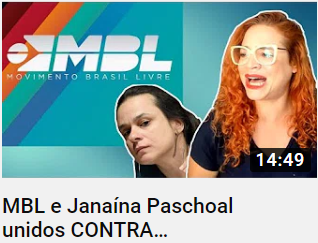 MBL
MOVIMENTO BRASIL LIVRE
14:49
MBL e Janaína Paschoal
unidos CONTRA...